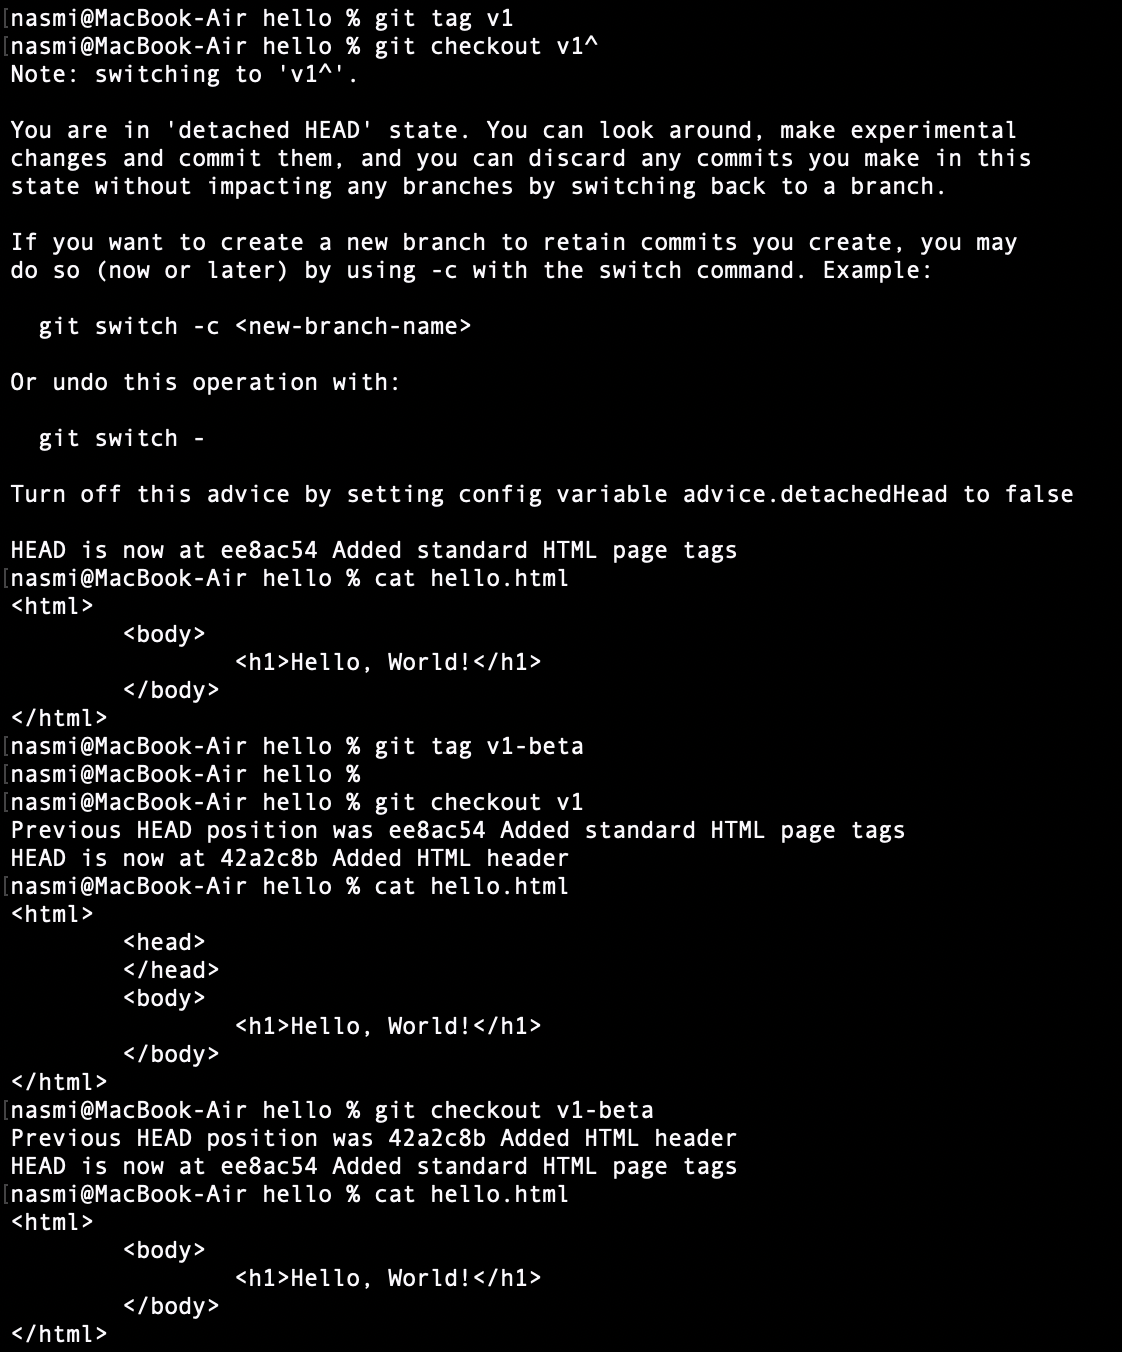 [nasmi@MacBook-Air hello % git tag v1
[nasmi@MacBook-Air hello % git checkout v1^
Note: switching to 'v1^'.

You are in 'detached HEAD' state. You can look around, make experimental
changes and commit them, and you can discard any commits you make in this
state without impacting any branches by switching back to a branch.

If you want to create a new branch to retain commits you create, you may
do so (now or later) by using -c with the switch command. Example:

  git switch -c <new-branch-name>

Or undo this operation with:

  git switch -

Turn off this advice by setting config variable advice.detachedHead to false

HEAD is now at ee8ac54 Added standard HTML page tags
[nasmi@MacBook-Air hello % cat hello.html
<html>
        <body>
                <h1>Hello, World!</h1>
        </body>
</html>
[nasmi@MacBook-Air hello % git tag v1-beta
[nasmi@MacBook-Air hello %
[nasmi@MacBook-Air hello % git checkout v1
Previous HEAD position was ee8ac54 Added standard HTML page tags
HEAD is now at 42a2c8b Added HTML header
[nasmi@MacBook-Air hello % cat hello.html
<html>
        <head>
        </head>
        <body>
                <h1>Hello, World!</h1>
        </body>
</html>
[nasmi@MacBook-Air hello % git checkout v1-beta
Previous HEAD position was 42a2c8b Added HTML header
HEAD is now at ee8ac54 Added standard HTML page tags
[nasmi@MacBook-Air hello % cat hello.html
<html>
        <body>
                <h1>Hello, World!</h1>
        </body>
</html>